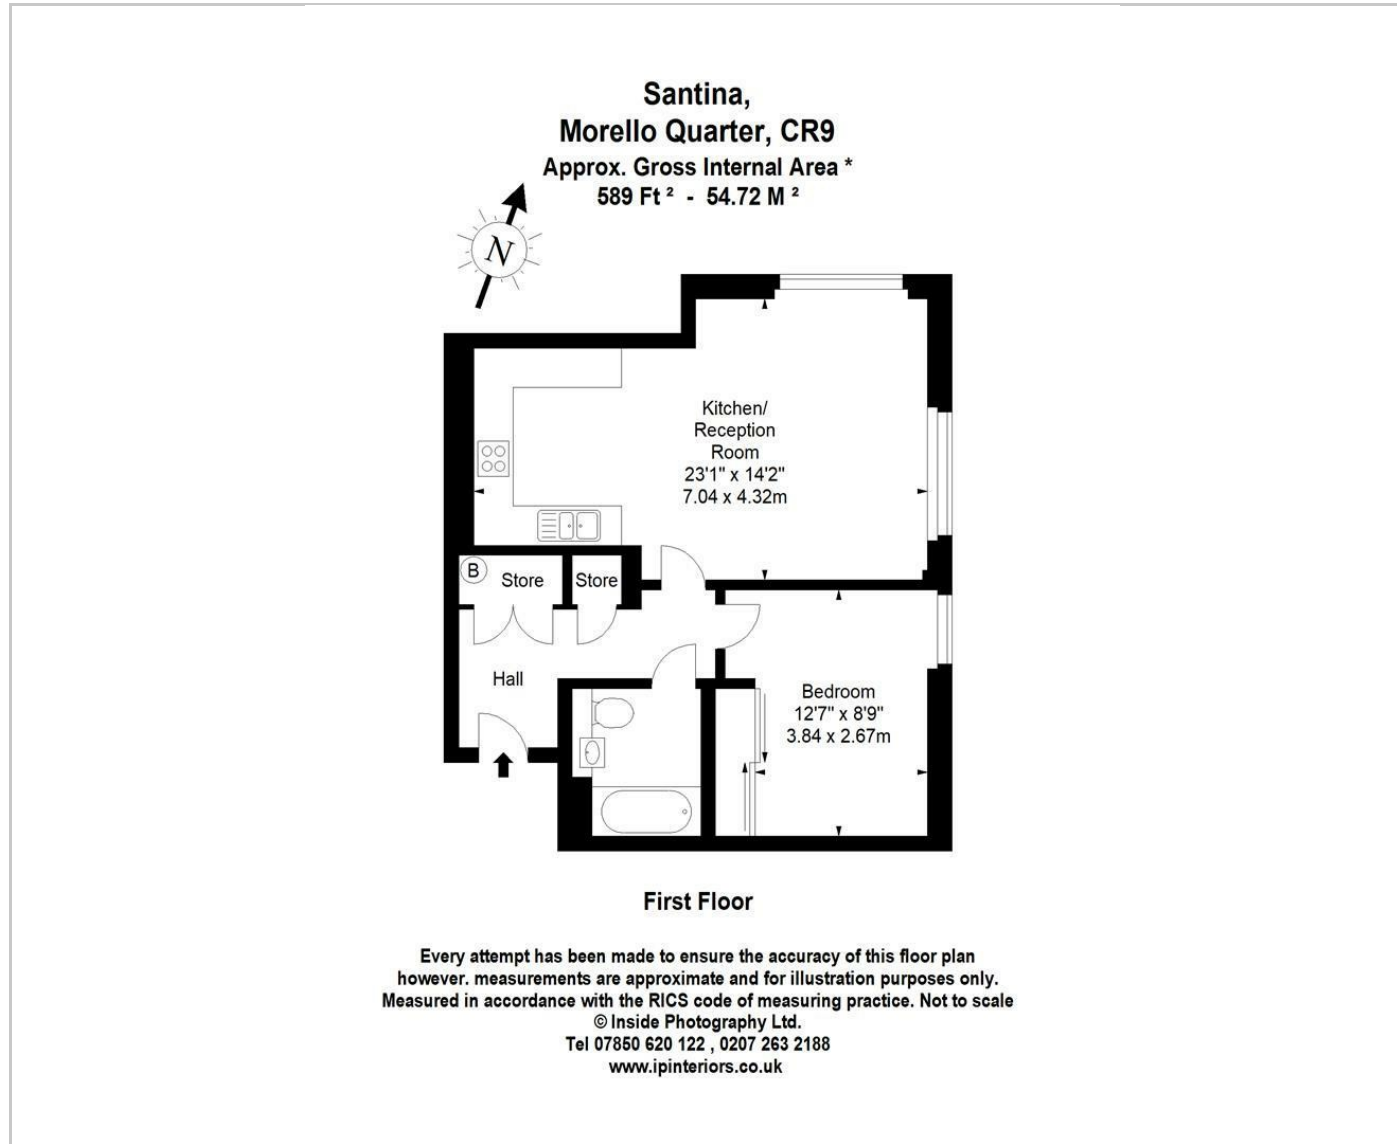 Santina,
Morello Quarter, CR9
Approx. Gross Internal Area *
589 Ft ² - 54.72 M ²
N
Kitchen/
Reception
Room
23'1" x 14'2"
7.04 x 4.32m
B
Store
Store
Hall
Bedroom
12'7" x 8'9"
3.84 x 2.67m
First Floor
Every attempt has been made to ensure the accuracy of this floor plan
however. measurements are approximate and for illustration purposes only.
Measured in accordance with the RICS code of measuring practice. Not to scale
© Inside Photography Ltd.
Tel 07850 620 122 , 0207 263 2188
www.ipinteriors.co.uk